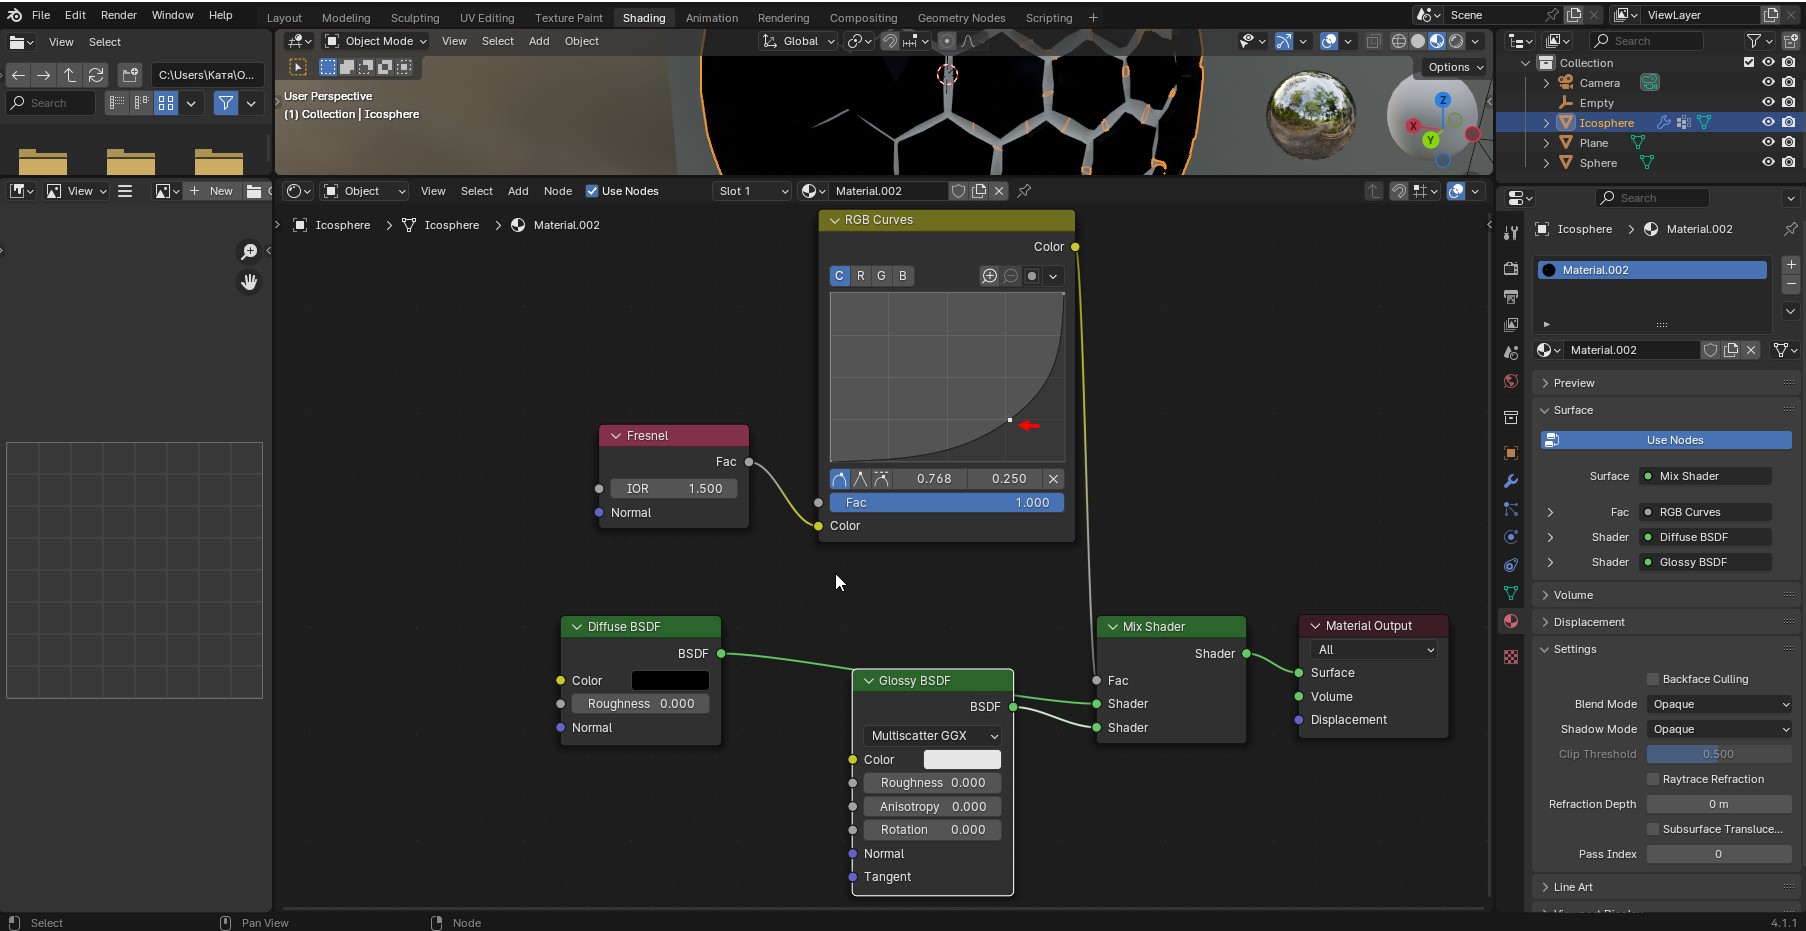 File Edit Render Window Help Layout Modeling Sculpting UV Editing Texture Paint Shading Animation Rendering Compositing Geometry Nodes Scripting + Scene ViewLayer
View Select
C:\Users\Катя\О...
Search
Object Mode View Select Add Object Global
Options
User Perspective
(1) Collection | Icosphere
Z
X
Y
Search
Collection
Camera
Empty
Icosphere
Plane
Sphere
View New
Object View Select Add Node Use Nodes Slot 1 Material.002
Icosphere Icosphere Material.002
RGB Curves
Color
C R G B
0.768 0.250
Fac 1.000
Color
Fresnel
Fac
IOR 1.500
Normal
Diffuse BSDF
BSDF
Color
Roughness 0.000
Normal
Glossy BSDF
BSDF
Multiscatter GGX
Color
Roughness 0.000
Anisotropy 0.000
Rotation 0.000
Normal
Tangent
Mix Shader
Shader
Fac
Shader
Shader
Material Output
All
Surface
Volume
Displacement
Search
Icosphere Material.002
Material.002
Material.002
Preview
Surface
Use Nodes
Surface Mix Shader
Fac RGB Curves
Shader Diffuse BSDF
Shader Glossy BSDF
Volume
Displacement
Settings
Backface Culling
Blend Mode Opaque
Shadow Mode Opaque
Clip Threshold 0.500
Raytrace Refraction
Refraction Depth 0 m
Subsurface Transluce...
Pass Index 0
Line Art
Select Pan View Node 4.1.1